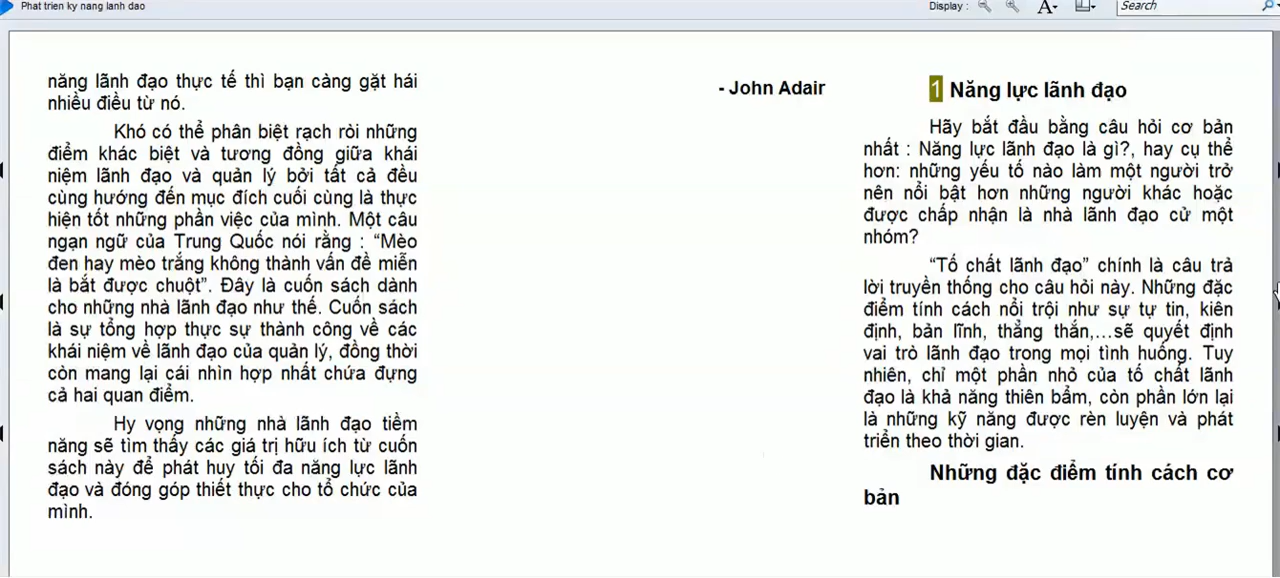 Phat trien ky nang lanh dao
Display :
A
Search
năng lãnh đạo thực tế thì bạn càng gặt hái
nhiều điều từ nó.
Khó có thể phân biệt rạch ròi những
điểm khác biệt và tương đồng giữa khái
niệm lãnh đạo và quản lý bởi tất cả đều
cùng hướng đến mục đích cuối cùng là thực
hiện tốt những phần việc của mình. Một câu
ngạn ngữ của Trung Quốc nói rằng : “Mèo
đen hay mèo trắng không thành vấn đề miễn
là bắt được chuột”. Đây là cuốn sách dành
cho những nhà lãnh đạo như thế. Cuốn sách
là sự tổng hợp thực sự thành công về các
khái niệm về lãnh đạo của quản lý, đồng thời
còn mang lại cái nhìn hợp nhất chứa đựng
cả hai quan điểm.
Hy vọng những nhà lãnh đạo tiềm
năng sẽ tìm thấy các giá trị hữu ích từ cuốn
sách này để phát huy tối đa năng lực lãnh
đạo và đóng góp thiết thực cho tổ chức của
mình.
- John Adair
1 Năng lực lãnh đạo
Hãy bắt đầu bằng câu hỏi cơ bản
nhất : Năng lực lãnh đạo là gì?, hay cụ thể
hơn: những yếu tố nào làm một người trở
nên nổi bật hơn những người khác hoặc
được chấp nhận là nhà lãnh đạo cử một
nhóm?
“Tố chất lãnh đạo” chính là câu trả
lời truyền thống cho câu hỏi này. Những đặc
điểm tính cách nổi trội như sự tự tin, kiên
định, bản lĩnh, thẳng thắn,...sẽ quyết định
vai trò lãnh đạo trong mọi tình huống. Tuy
nhiên, chỉ một phần nhỏ của tố chất lãnh
đạo là khả năng thiên bẩm, còn phần lớn lại
là những kỹ năng được rèn luyện và phát
triển theo thời gian.
Những đặc điểm tính cách cơ
bản